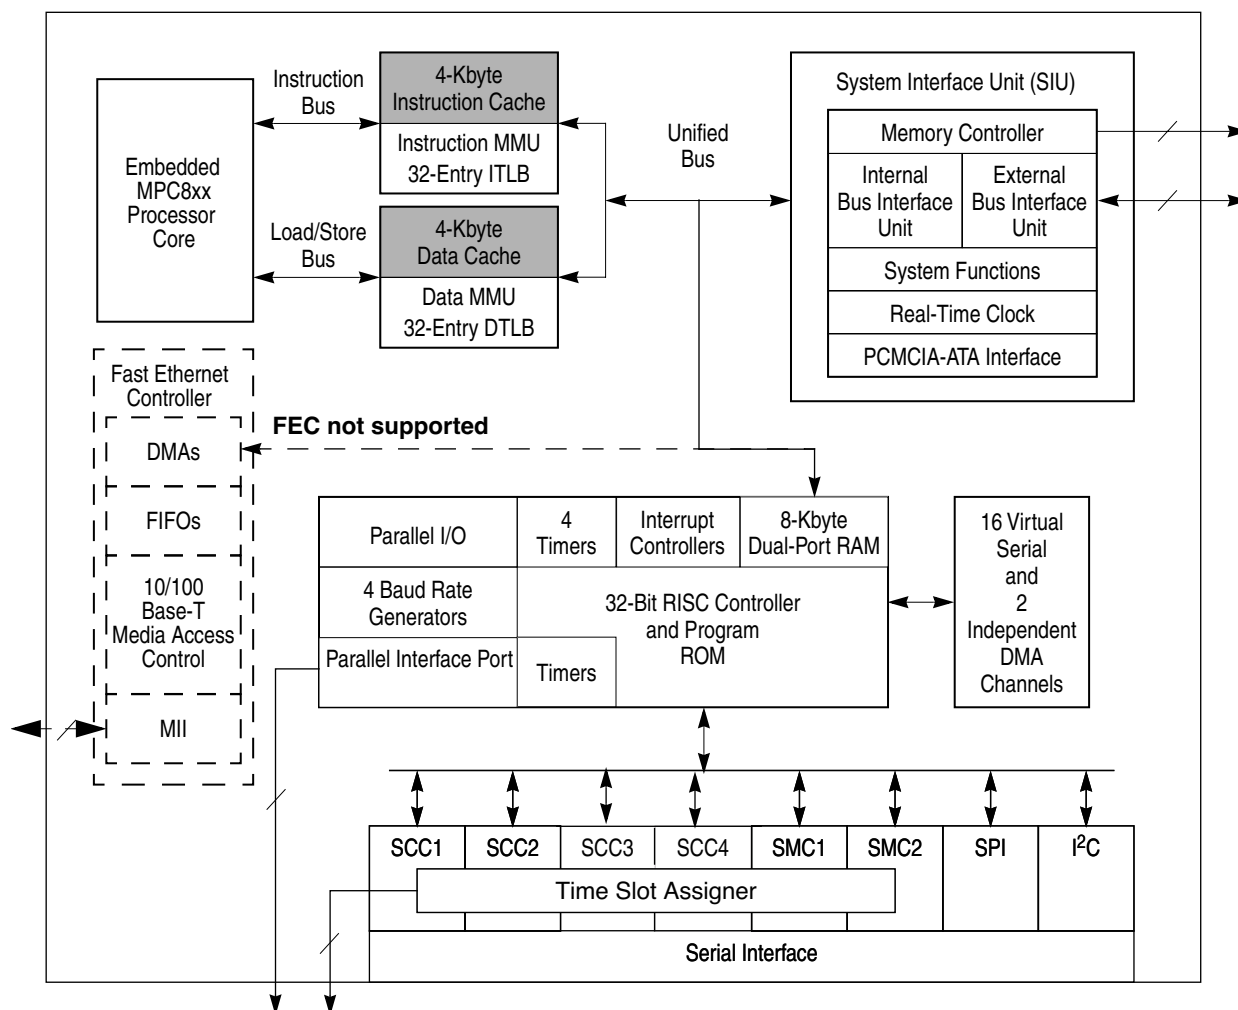 Embedded
MPC8xx
Processor
Core
Instruction
Bus
Load/Store
Bus
4-Kbyte
Instruction Cache
Instruction MMU
32-Entry ITLB
4-Kbyte
Data Cache
Data MMU
32-Entry DTLB
Unified
Bus
System Interface Unit (SIU)
Memory Controller
Internal
Bus Interface
Unit
External
Bus Interface
Unit
System Functions
Real-Time Clock
PCMCIA-ATA Interface
Fast Ethernet
Controller
DMAs
FIFOs
10/100
Base-T
Media Access
Control
MII
FEC not supported
Parallel I/O
4
Timers
Interrupt
Controllers
8-Kbyte
Dual-Port RAM
4 Baud Rate
Generators
Parallel Interface Port
Timers
32-Bit RISC Controller
and Program
ROM
16 Virtual
Serial
and
2
Independent
DMA
Channels
SCC1
SCC2
SCC3
SCC4
SMC1
SMC2
SPI
I²C
Time Slot Assigner
Serial Interface